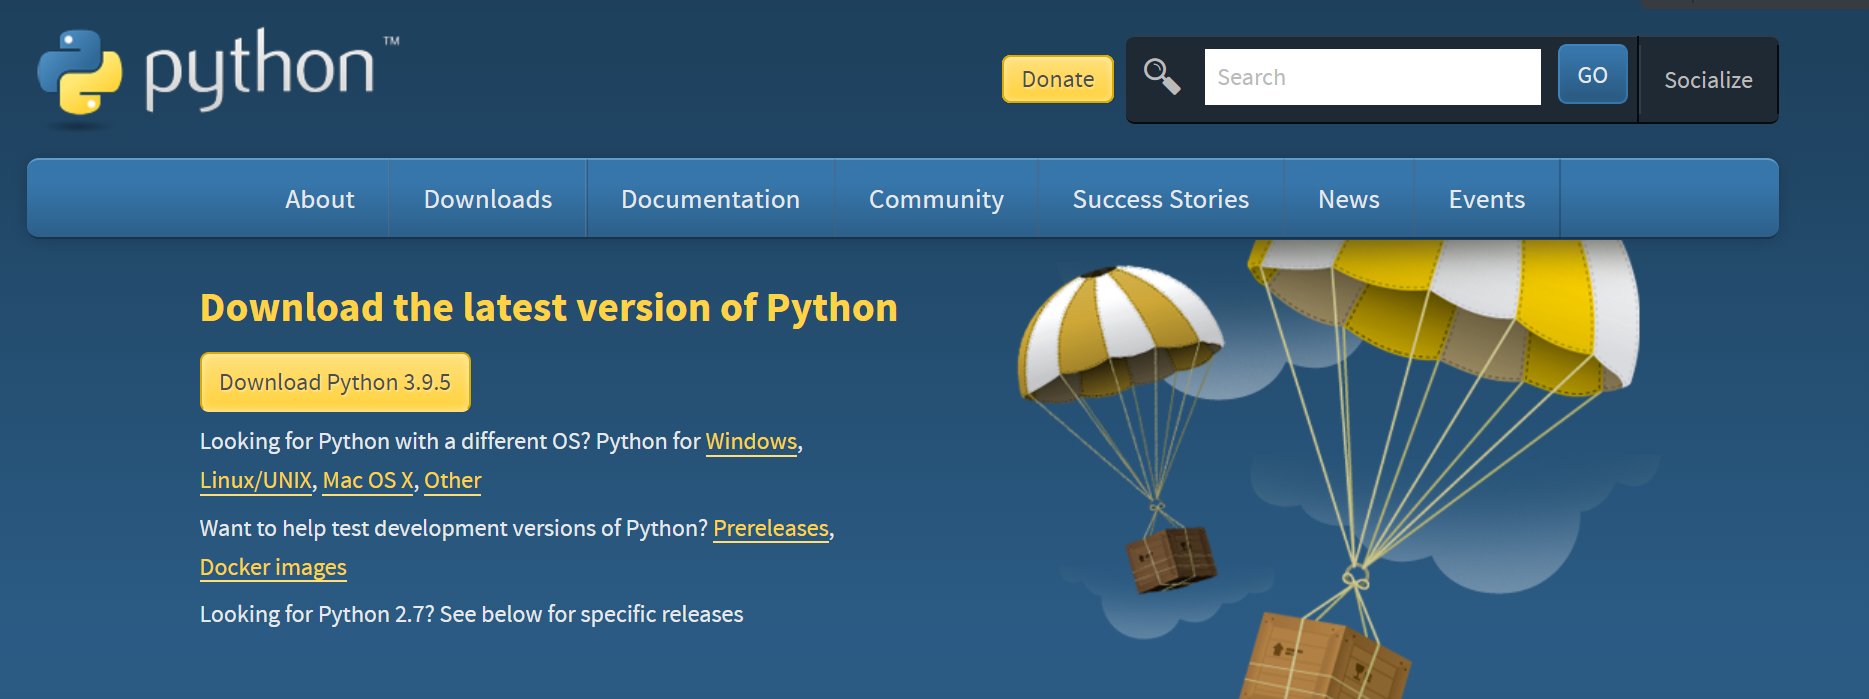 python™
Donate
Search
GO
Socialize
About
Downloads
Documentation
Community
Success Stories
News
Events
Download the latest version of Python
Download Python 3.9.5
Looking for Python with a different OS? Python for Windows,
Linux/UNIX, Mac OS X, Other
Want to help test development versions of Python? Prereleases,
Docker images
Looking for Python 2.7? See below for specific releases